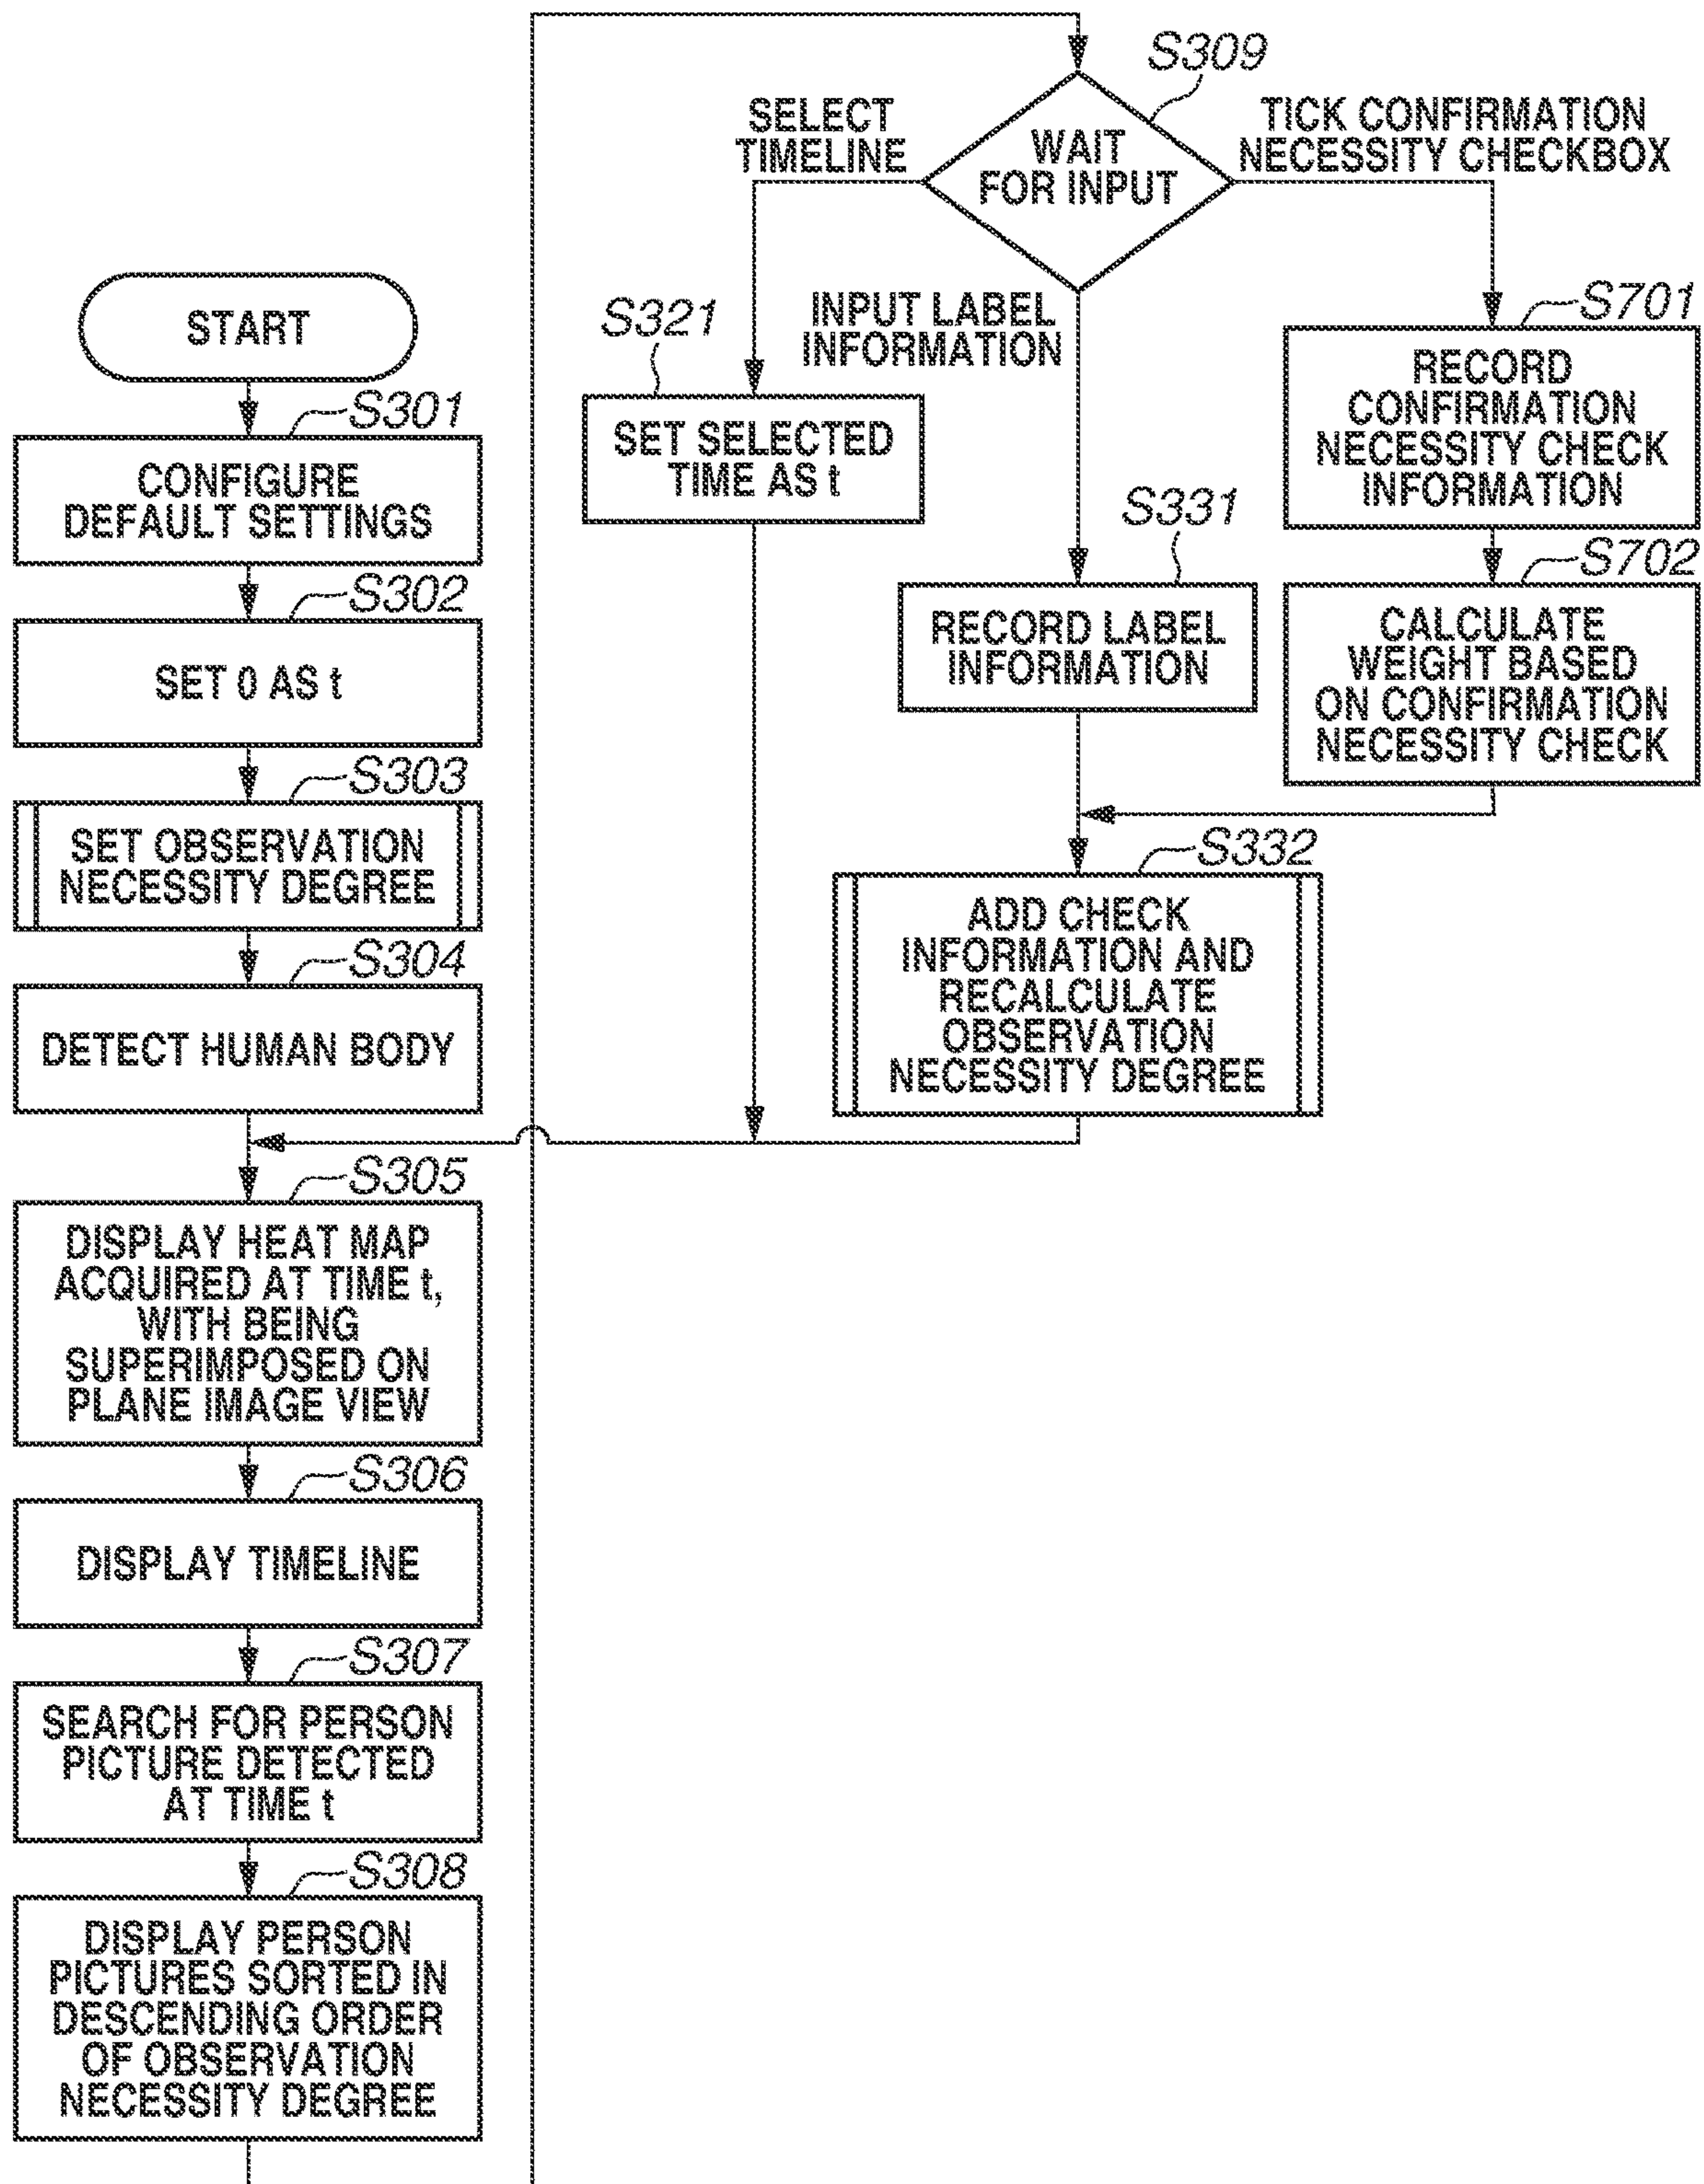 START
S301
CONFIGURE
DEFAULT SETTINGS
S302
SET 0 AS t
S303
SET OBSERVATION
NECESSITY DEGREE
S304
DETECT HUMAN BODY
S305
DISPLAY HEAT MAP
ACQUIRED AT TIME t,
WITH BEING
SUPERIMPOSED ON
PLANE IMAGE VIEW
S306
DISPLAY TIMELINE
S307
SEARCH FOR PERSON
PICTURE DETECTED
AT TIME t
S308
DISPLAY PERSON
PICTURES SORTED IN
DESCENDING ORDER
OF OBSERVATION
NECESSITY DEGREE
S309
WAIT
FOR INPUT
SELECT
TIMELINE
S321
SET SELECTED
TIME AS t
INPUT LABEL
INFORMATION
S331
RECORD LABEL
INFORMATION
TICK CONFIRMATION
NECESSITY CHECKBOX
S701
RECORD
CONFIRMATION
NECESSITY CHECK
INFORMATION
S702
CALCULATE
WEIGHT BASED
ON CONFIRMATION
NECESSITY CHECK
S332
ADD CHECK
INFORMATION AND
RECALCULATE
OBSERVATION
NECESSITY DEGREE